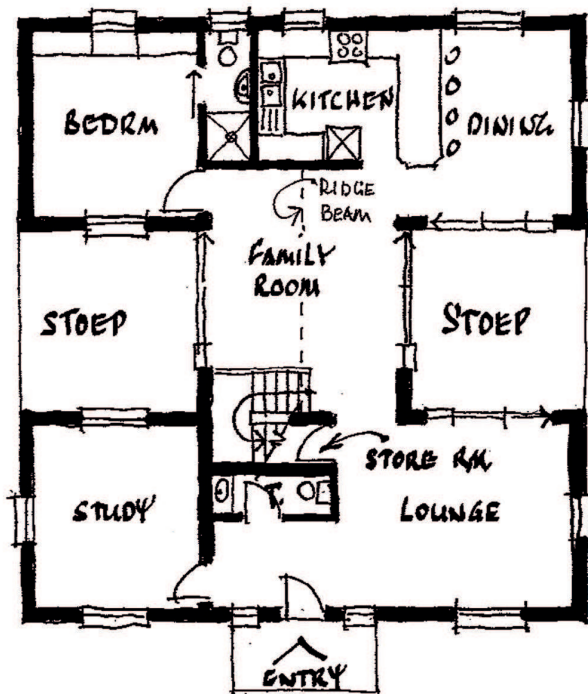 BEDRM
KITCHEN
DINING
RIDGE
BEAM
FAMILY
ROOM
STOEP
STOEP
STORE RM
STUDY
LOUNGE
ENTRY